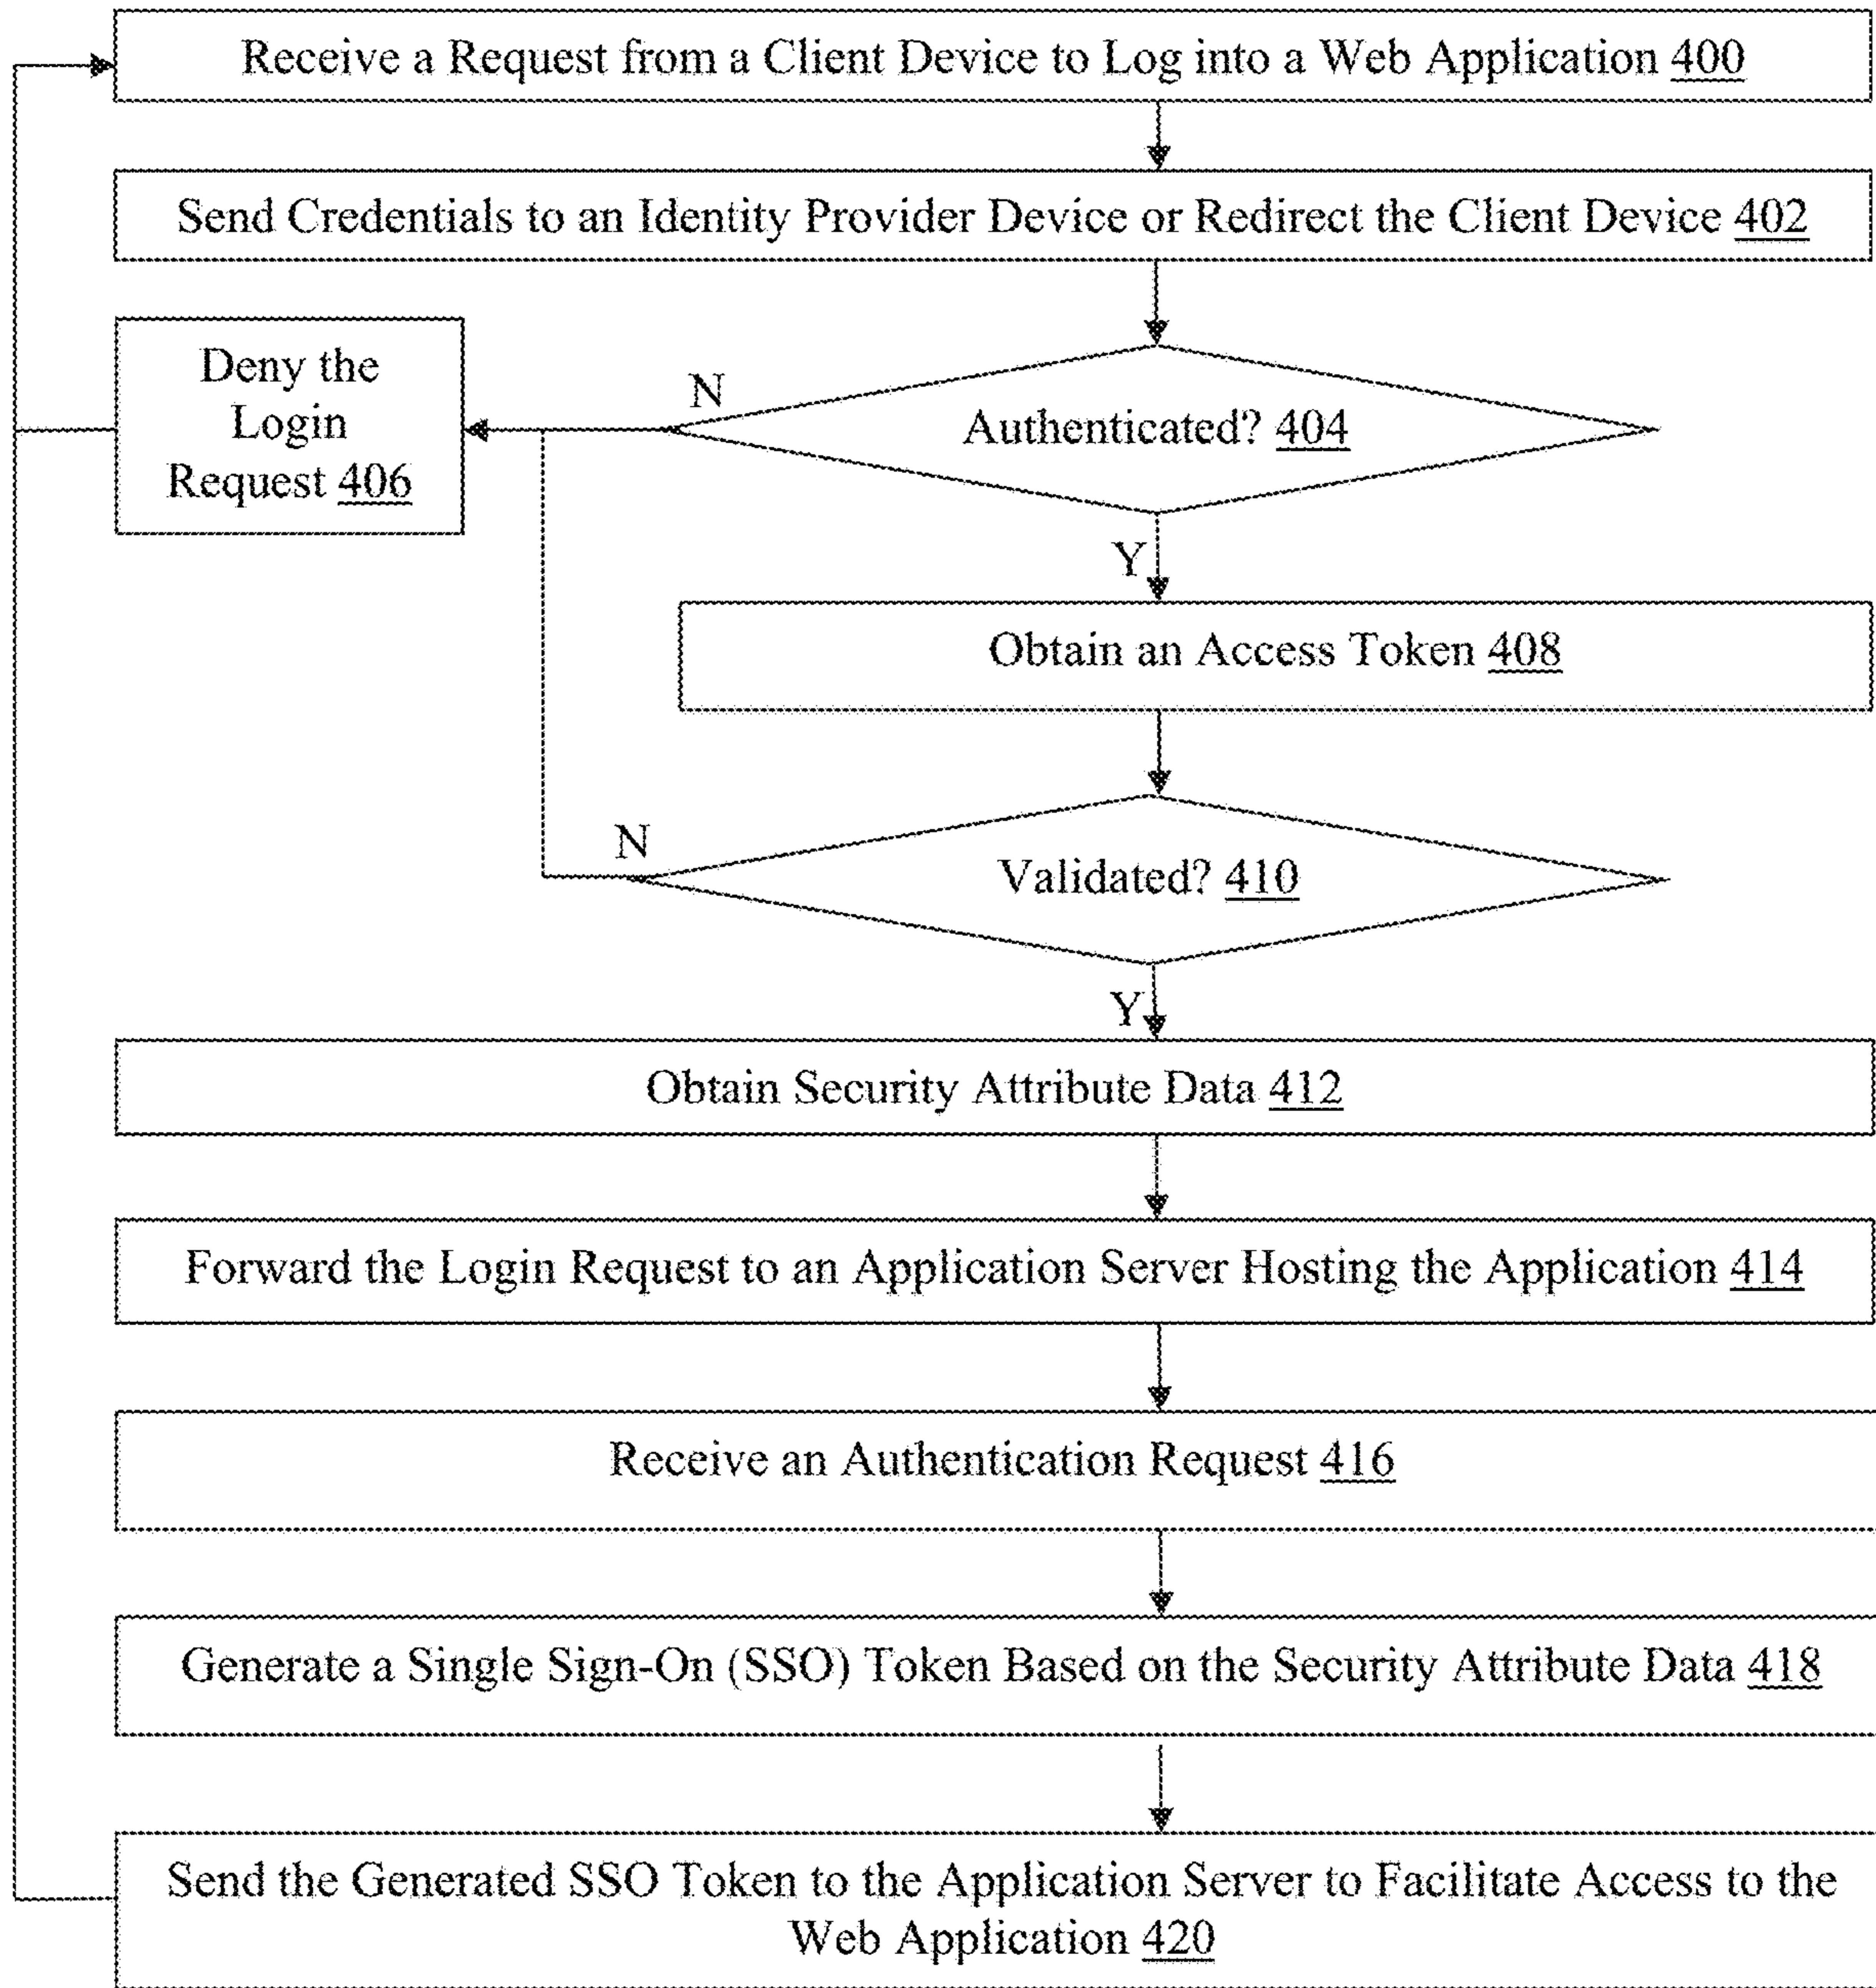 Receive a Request from a Client Device to Log into a Web Application 400
Send Credentials to an Identity Provider Device or Redirect the Client Device 402
Deny the
Login
Request 406
N
Authenticated? 404
Y
Obtain an Access Token 408
N
Validated? 410
Y
Obtain Security Attribute Data 412
Forward the Login Request to an Application Server Hosting the Application 414
Receive an Authentication Request 416
Generate a Single Sign-On (SSO) Token Based on the Security Attribute Data 418
Send the Generated SSO Token to the Application Server to Facilitate Access to the
Web Application 420